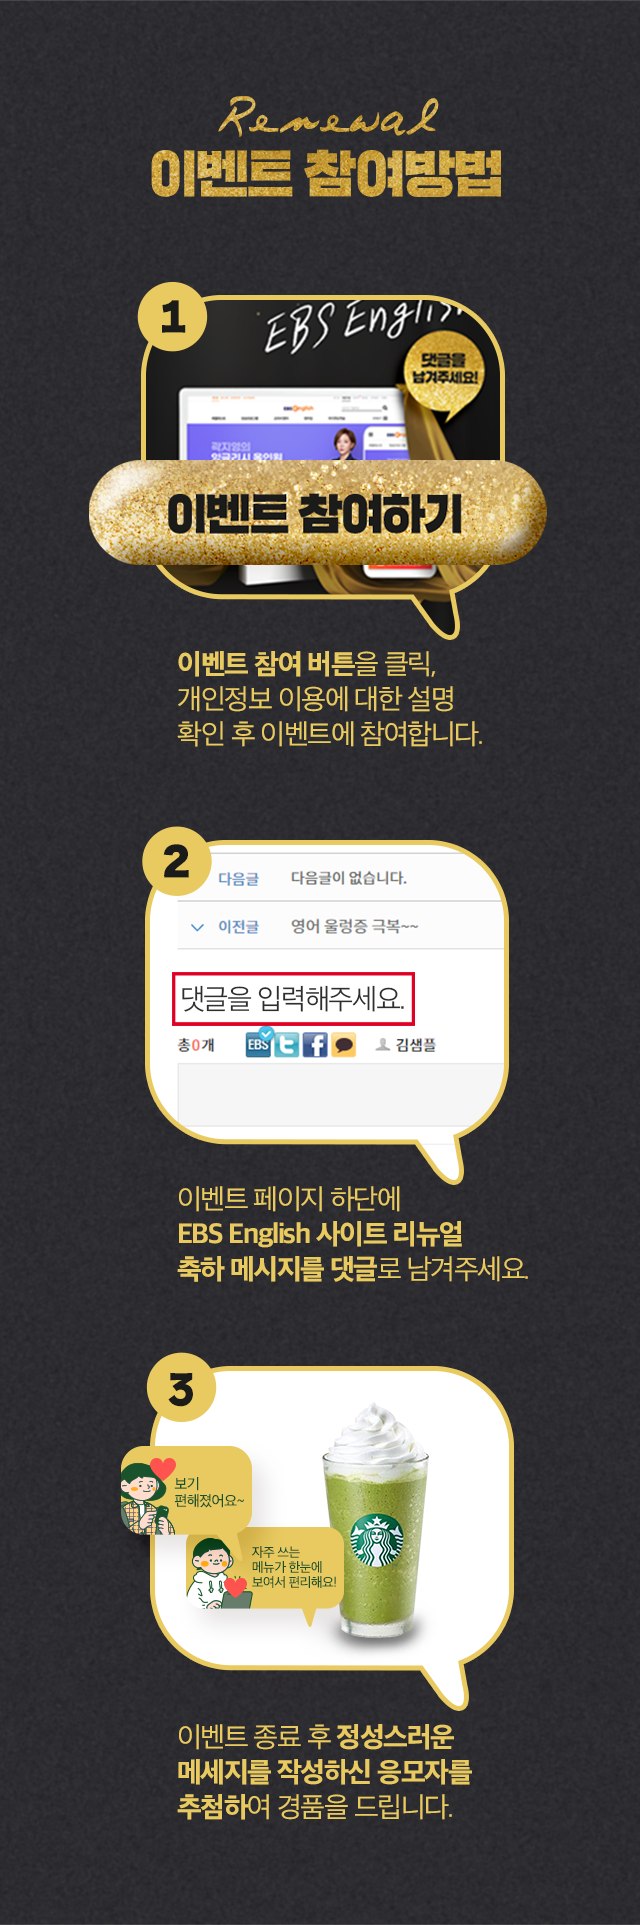 Renewal
이벤트 참여방법
1
EBS English
댓글을
남겨주세요!
EBS English
곽지영의
잉글리시 올인원
이벤트 참여하기
이벤트 참여 버튼을 클릭,
개인정보 이용에 대한 설명
확인 후 이벤트에 참여합니다.
2
다음글 다음글이 없습니다.
이전글 영어 울렁증 극복~~
댓글을 입력해주세요.
총0개 EBS 김샘플
이벤트 페이지 하단에
EBS English 사이트 리뉴얼
축하 메시지를 댓글로 남겨주세요.
3
보기
편해졌어요~
자주 쓰는
메뉴가 한눈에
보여서 편리해요!
이벤트 종료 후 정성스러운
메세지를 작성하신 응모자를
추첨하여 경품을 드립니다.